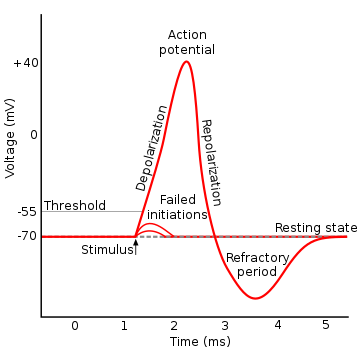 Action
potential
+40
Voltage (mV)
Depolarization
Repolarization
0
-55
Threshold
Failed
initiations
-70
Resting state
Stimulus
Refractory
period
0 1 2 3 4 5
Time (ms)